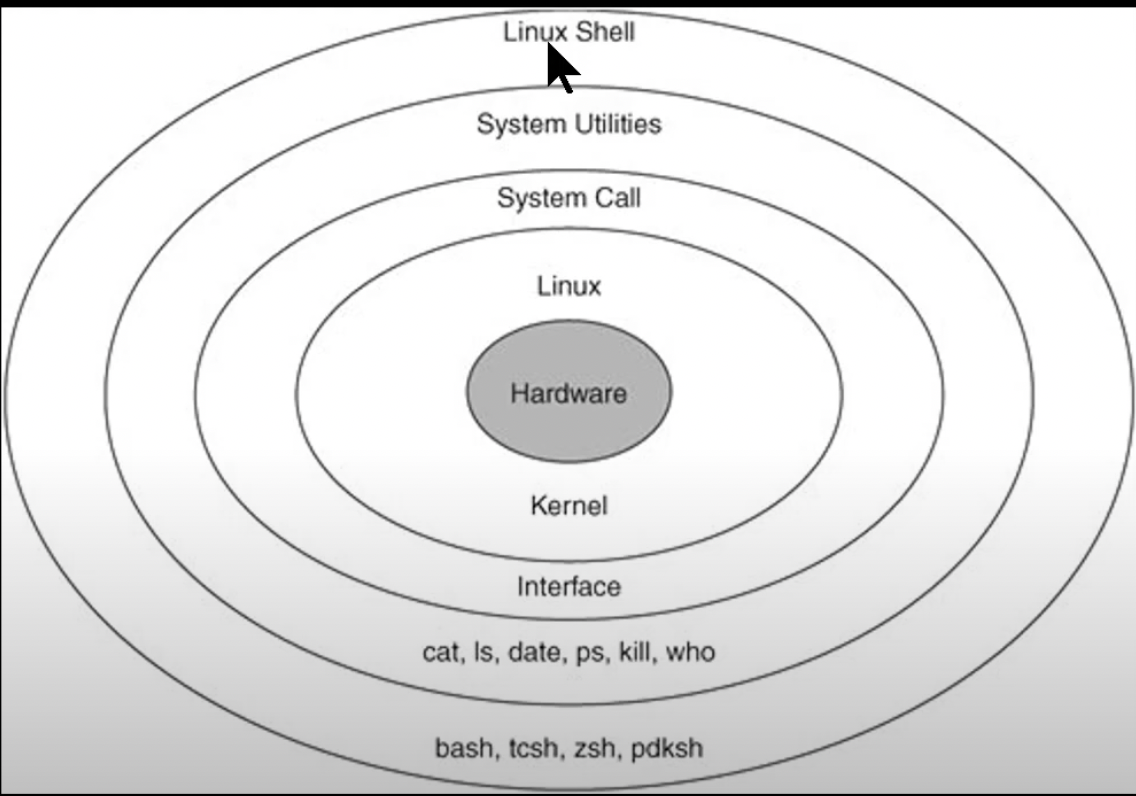 Linux Shell
System Utilities
System Call
Linux
Hardware
Kernel
Interface
cat, ls, date, ps, kill, who
bash, tcsh, zsh, pdksh